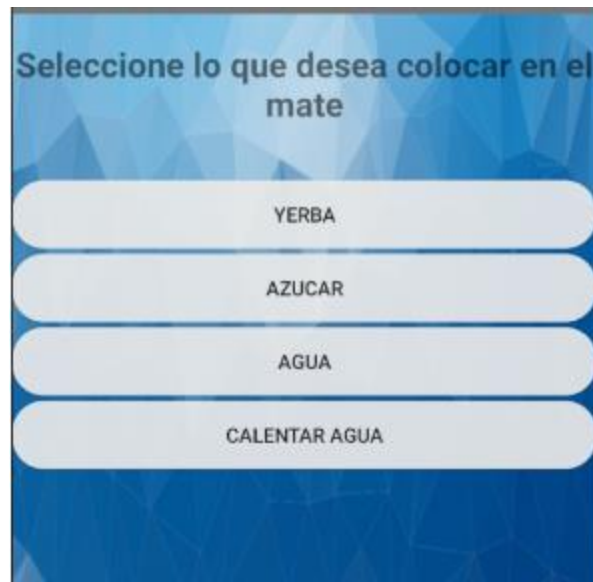 Seleccione lo que desea colocar en el
mate
YERBA
AZUCAR
AGUA
CALENTAR AGUA